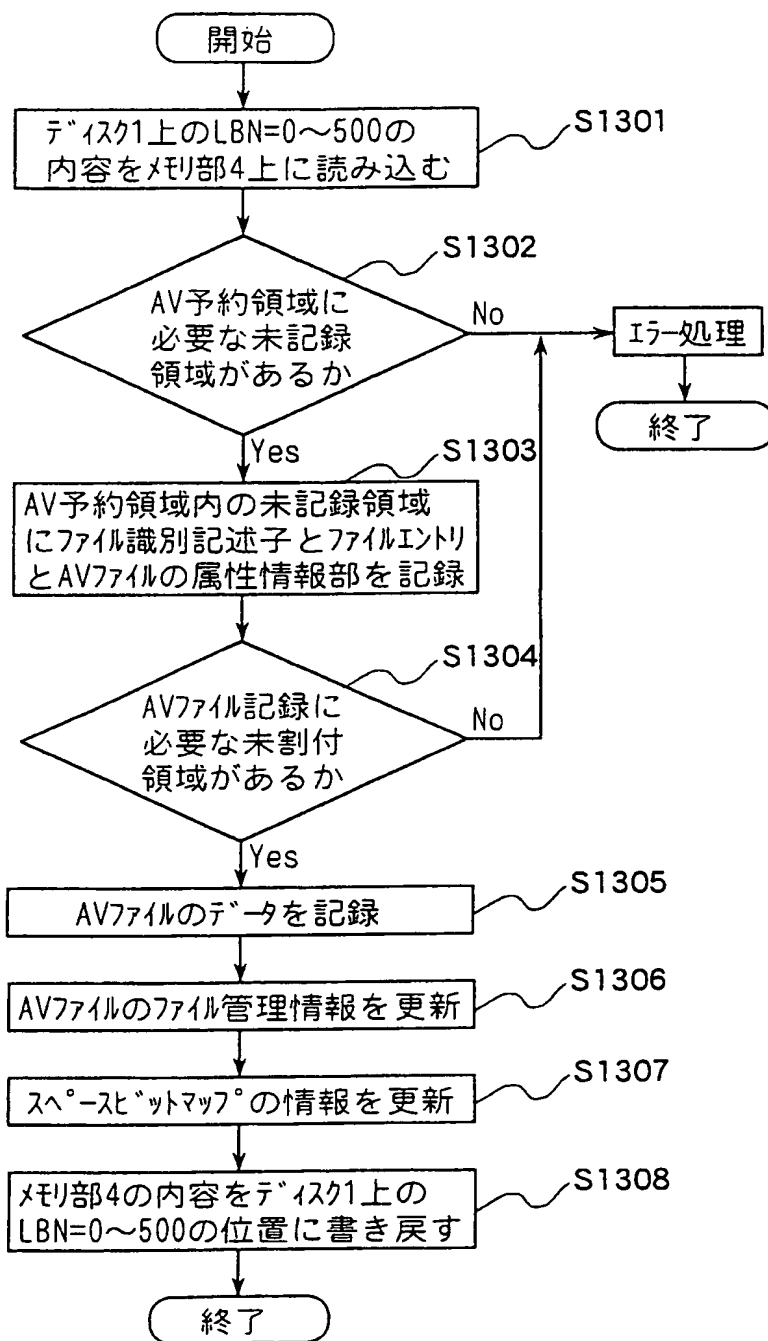 開始
ディスク1上のLBN=0～500の
内容をメモリ部4上に読み込む
S1301
S1302
AV予約領域に
必要な未記録
領域があるか
No
エラー処理
終了
Yes
S1303
AV予約領域内の未記録領域
にファイル識別記述子とファイルエントリ
とAVファイルの属性情報部を記録
S1304
AVファイル記録に
必要な未割付
領域があるか
No
Yes
S1305
AVファイルのデータを記録
S1306
AVファイルのファイル管理情報を更新
S1307
スペースビットマップの情報を更新
S1308
メモリ部4の内容をディスク1上の
LBN=0～500の位置に書き戻す
終了